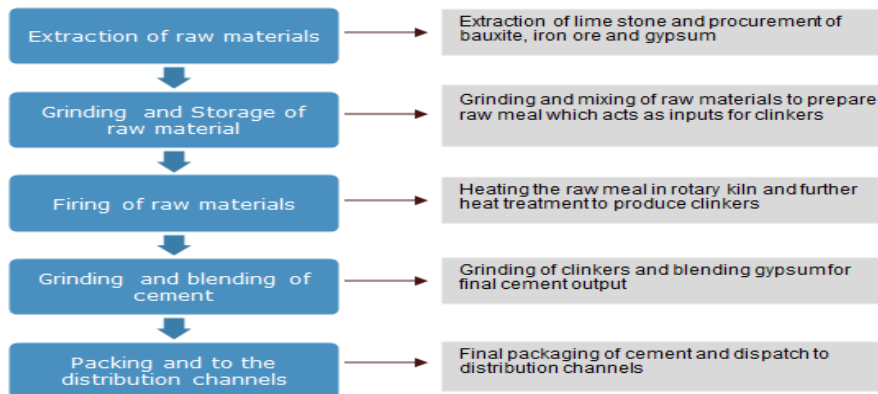 Extraction of raw materials
Extraction of lime stone and procurement of
bauxite, iron ore and gypsum
Grinding and Storage of
raw material
Grinding and mixing of raw materials to prepare
raw meal which acts as inputs for clinkers
Firing of raw materials
Heating the raw meal in rotary kiln and further
heat treatment to produce clinkers
Grinding and blending of
cement
Grinding of clinkers and blending gypsum for
final cement output
Packing and to the
distribution channels
Final packaging of cement and dispatch to
distribution channels